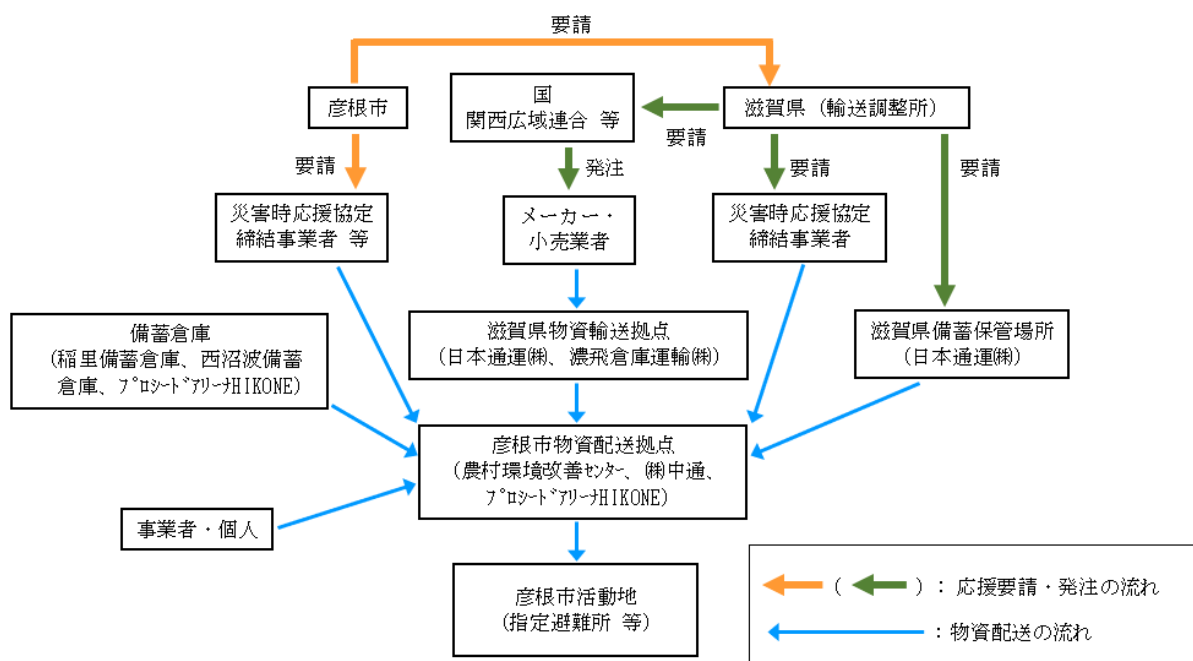 要請
彦根市
国
関西広域連合 等
滋賀県（輸送調整所）
要請
要請
発注
要請
要請
災害時応援協定
締結事業者 等
メーカー・
小売業者
災害時応援協定
締結事業者
備蓄倉庫
(稲里備蓄倉庫、西沼波備蓄
倉庫、ﾌﾟﾛｼｰﾄﾞｱﾘｰﾅHIKONE)
滋賀県物資輸送拠点
(日本通運㈱、濃飛倉庫運輸㈱)
滋賀県備蓄保管場所
(日本通運㈱)
彦根市物資配送拠点
(農村環境改善ｾﾝﾀｰ、㈱中通、
ﾌﾟﾛｼｰﾄﾞｱﾘｰﾅHIKONE)
事業者・個人
彦根市活動地
(指定避難所 等)
（ ）：応援要請・発注の流れ
：物資配送の流れ